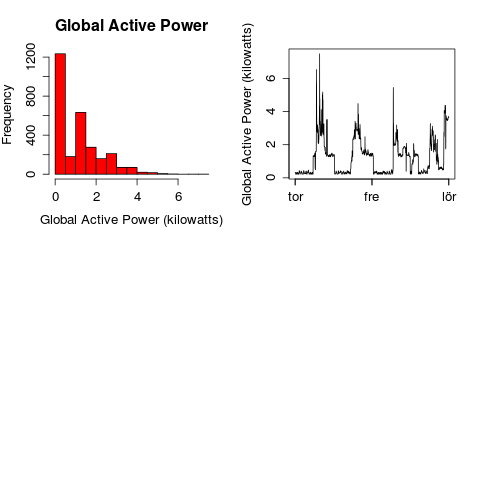 Global Active Power
Frequency
0 400 800 1200
0 2 4 6
Global Active Power (kilowatts)
Global Active Power (kilowatts)
0 2 4 6
tor fre lör